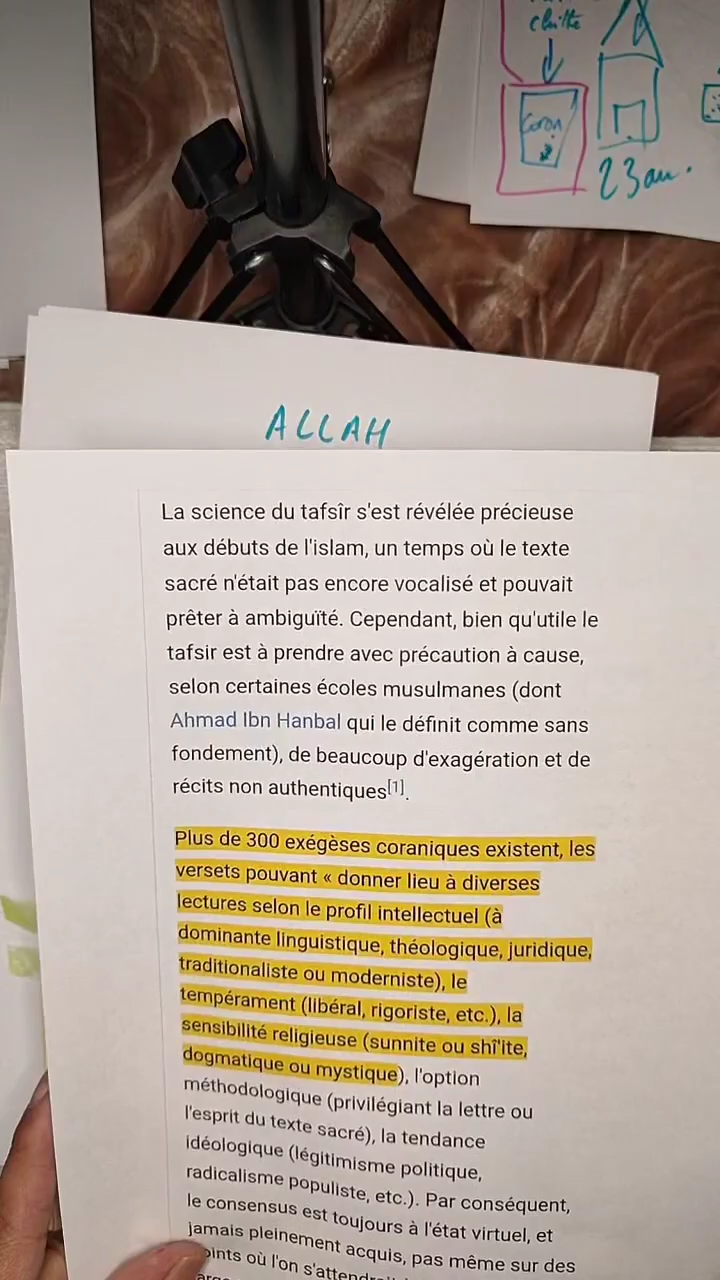 chiite
Coran
23 ans.
ALLAH
La science du tafsîr s'est révélée précieuse
aux débuts de l'islam, un temps où le texte
sacré n'était pas encore vocalisé et pouvait
prêter à ambiguïté. Cependant, bien qu'utile le
tafsir est à prendre avec précaution à cause,
selon certaines écoles musulmanes (dont
Ahmad Ibn Hanbal qui le définit comme sans
fondement), de beaucoup d'exagération et de
récits non authentiques[1].
Plus de 300 exégèses coraniques existent, les
versets pouvant « donner lieu à diverses
lectures selon le profil intellectuel (à
dominante linguistique, théologique, juridique,
traditionaliste ou moderniste), le
tempérament (libéral, rigoriste, etc.), la
sensibilité religieuse (sunnite ou shî'ite,
dogmatique ou mystique), l'option
méthodologique (privilégiant la lettre ou
l'esprit du texte sacré), la tendance
idéologique (légitimisme politique,
radicalisme populiste, etc.). Par conséquent,
le consensus est toujours à l'état virtuel, et
jamais pleinement acquis, pas même sur des
où l'on